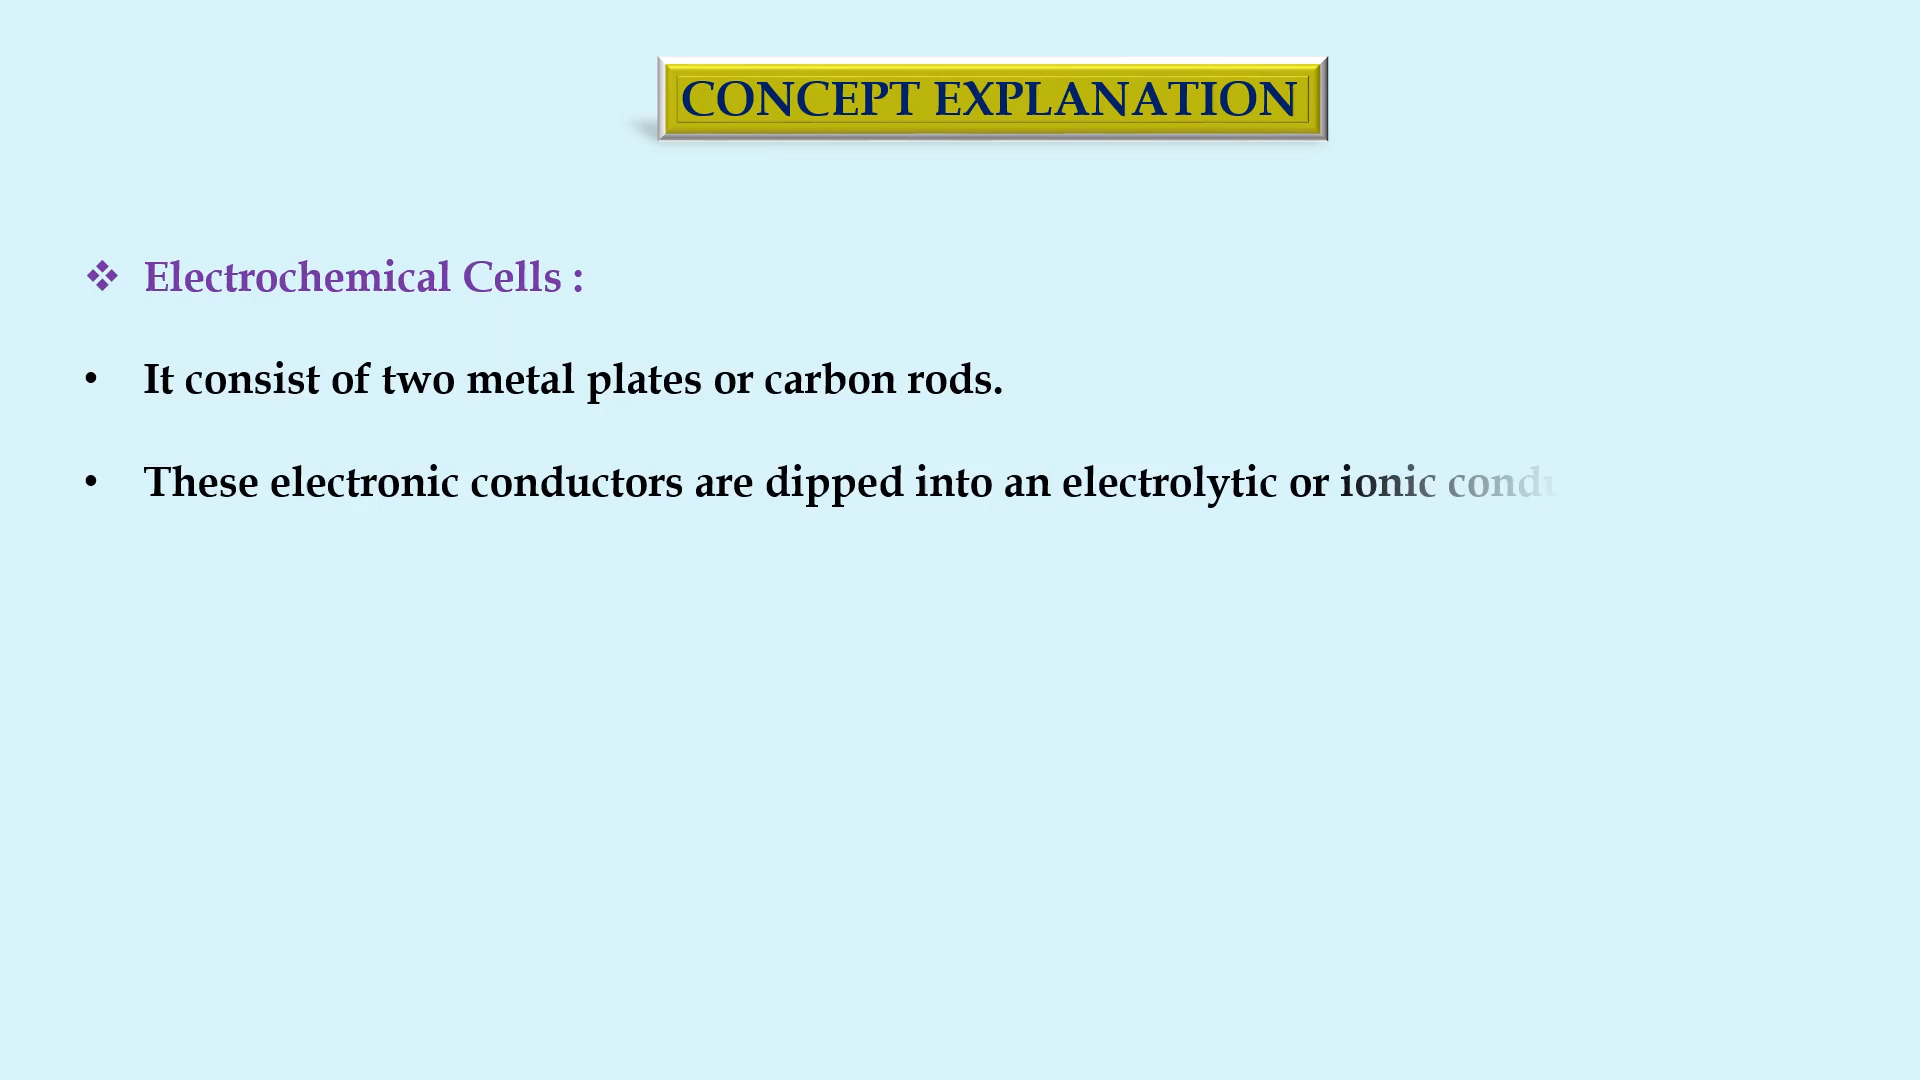 CONCEPT EXPLANATION
❖ Electrochemical Cells :
• It consist of two metal plates or carbon rods.
• These electronic conductors are dipped into an electrolytic or ionic